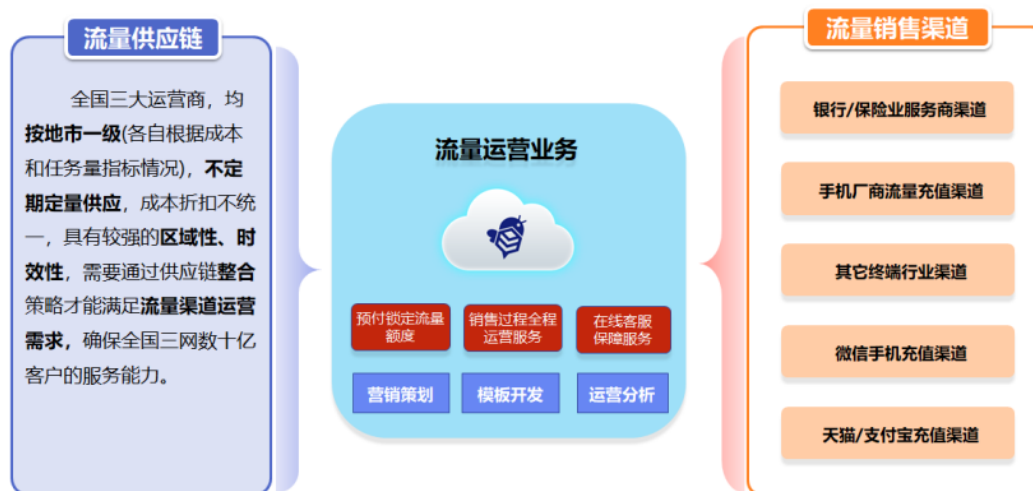 流量供应链
全国三大运营商，均
按地市一级(各自根据成本
和任务量指标情况)，不定
期定量供应，成本折扣不统
一，具有较强的区域性、时
效性，需要通过供应链整合
策略才能满足流量渠道运营
需求，确保全国三网数十亿
客户的服务能力。
流量运营业务
预付锁定流量
额度
销售过程全程
运营服务
在线客服
保障服务
营销策划
模板开发
运营分析
流量销售渠道
银行/保险业服务商渠道
手机厂商流量充值渠道
其它终端行业渠道
微信手机充值渠道
天猫/支付宝充值渠道